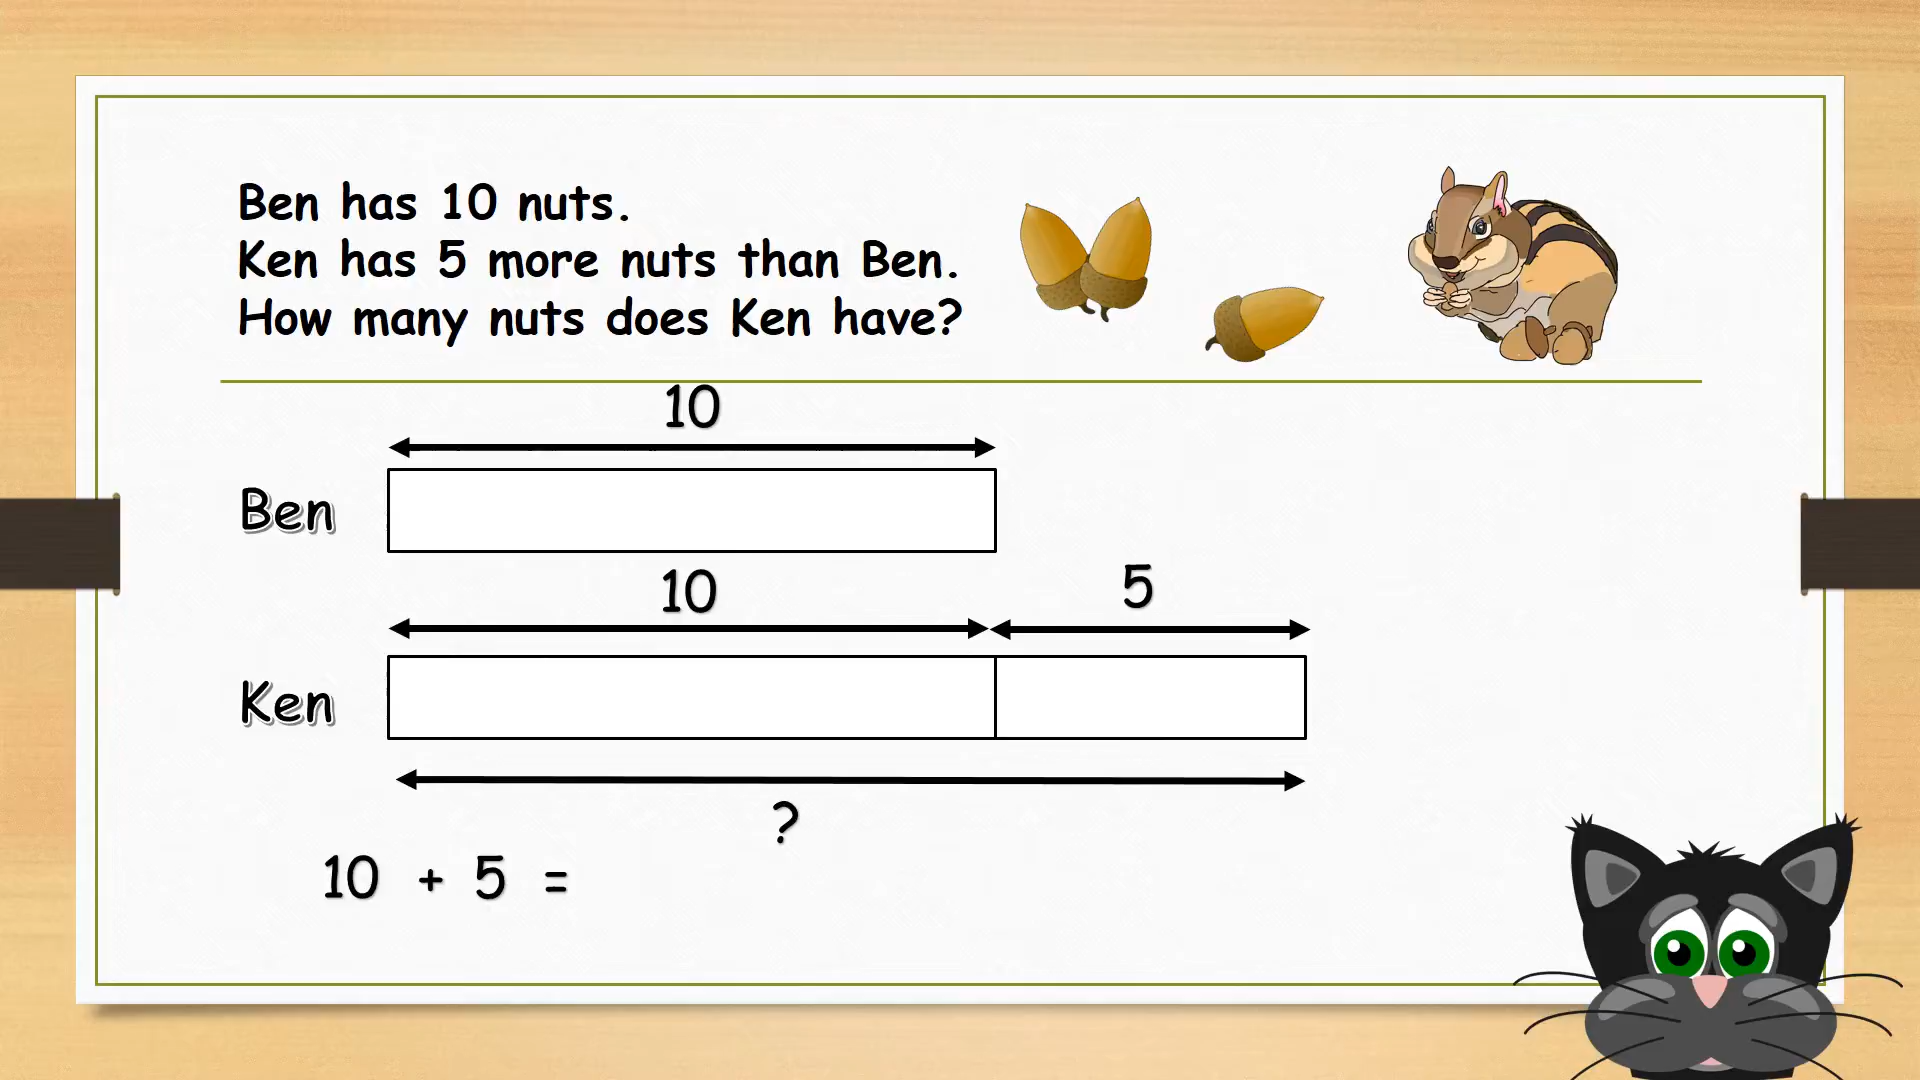 Ben has 10 nuts.
Ken has 5 more nuts than Ben.
How many nuts does Ken have?
10
Ben
10 5
Ken
?
10 + 5 =